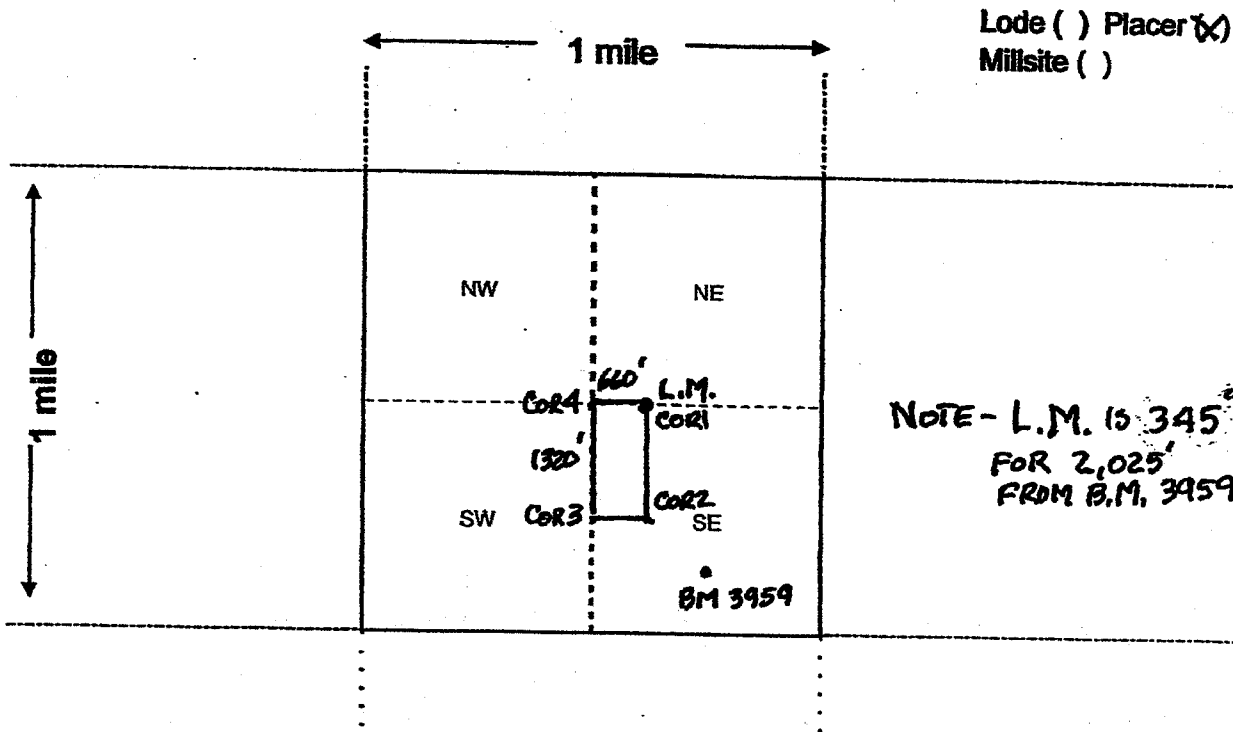 Lode ( ) Placer (X)
Millsite ( )
1 mile
1 mile
NW
NE
660'
L.M.
COR4
COR1
1320'
COR3
COR2
SW
SE
BM 3959
NOTE - L.M. IS 345°
FOR 2,025'
FROM B.M. 3959